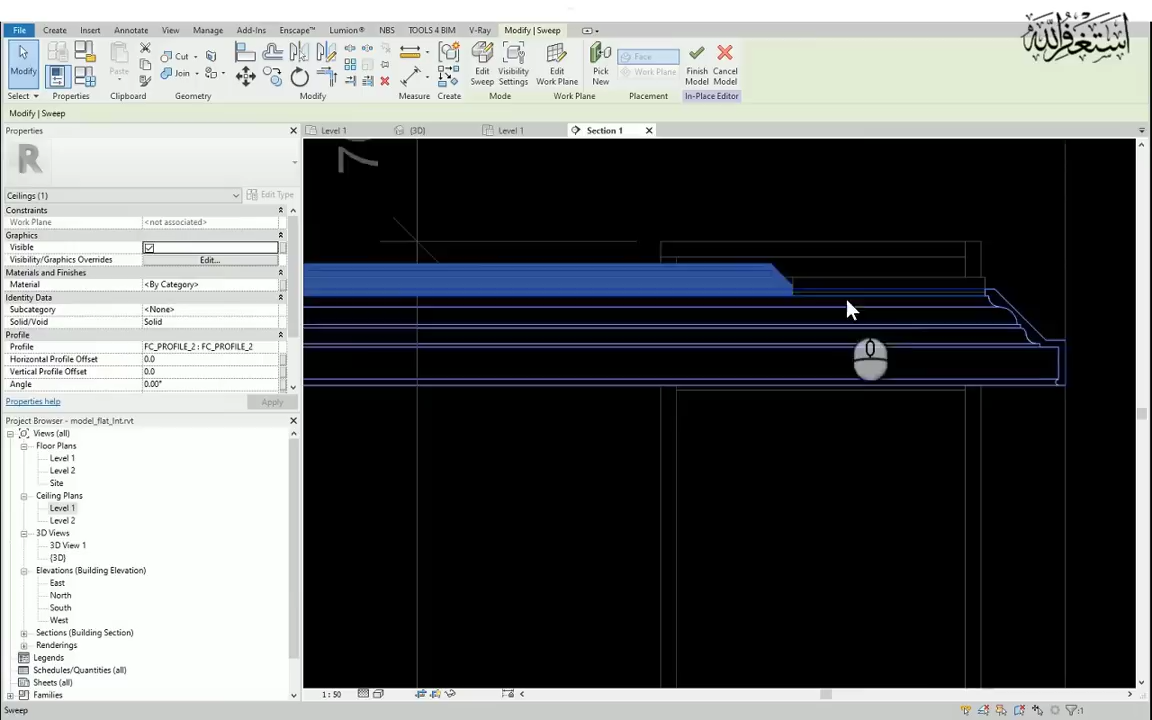 أستغفر الله
File Create Insert Annotate View Manage Add-Ins Enscape™ Lumion® NBS TOOLS 4 BIM V-Ray Modify | Sweep
Modify Paste Cut Join Edit Sweep Visibility Settings Edit Work Plane Pick New Face Work Plane Finish Model Cancel Model
Select Properties Clipboard Geometry Modify Measure Create Mode Work Plane Placement In-Place Editor
Modify | Sweep
Properties
Level 1
{3D}
Level 1
Section 1
R
7
Ceilings (1) Edit Type
Constraints
Work Plane <not associated>
Graphics
Visible
Visibility/Graphics Overrides Edit...
Materials and Finishes
Material <By Category>
Identity Data
Subcategory <None>
Solid/Void Solid
Profile
Profile FC_PROFILE_2 : FC_PROFILE_2
Horizontal Profile Offset 0.0
Vertical Profile Offset 0.0
Angle 0.00°
Properties help Apply
Project Browser - model_flat_Int.rvt
Views (all)
Floor Plans
Level 1
Level 2
Site
Ceiling Plans
Level 1
Level 2
3D Views
3D View 1
{3D}
Elevations (Building Elevation)
East
North
South
West
Sections (Building Section)
Renderings
Legends
Schedules/Quantities (all)
Sheets (all)
Families
1 : 50
Sweep
:1